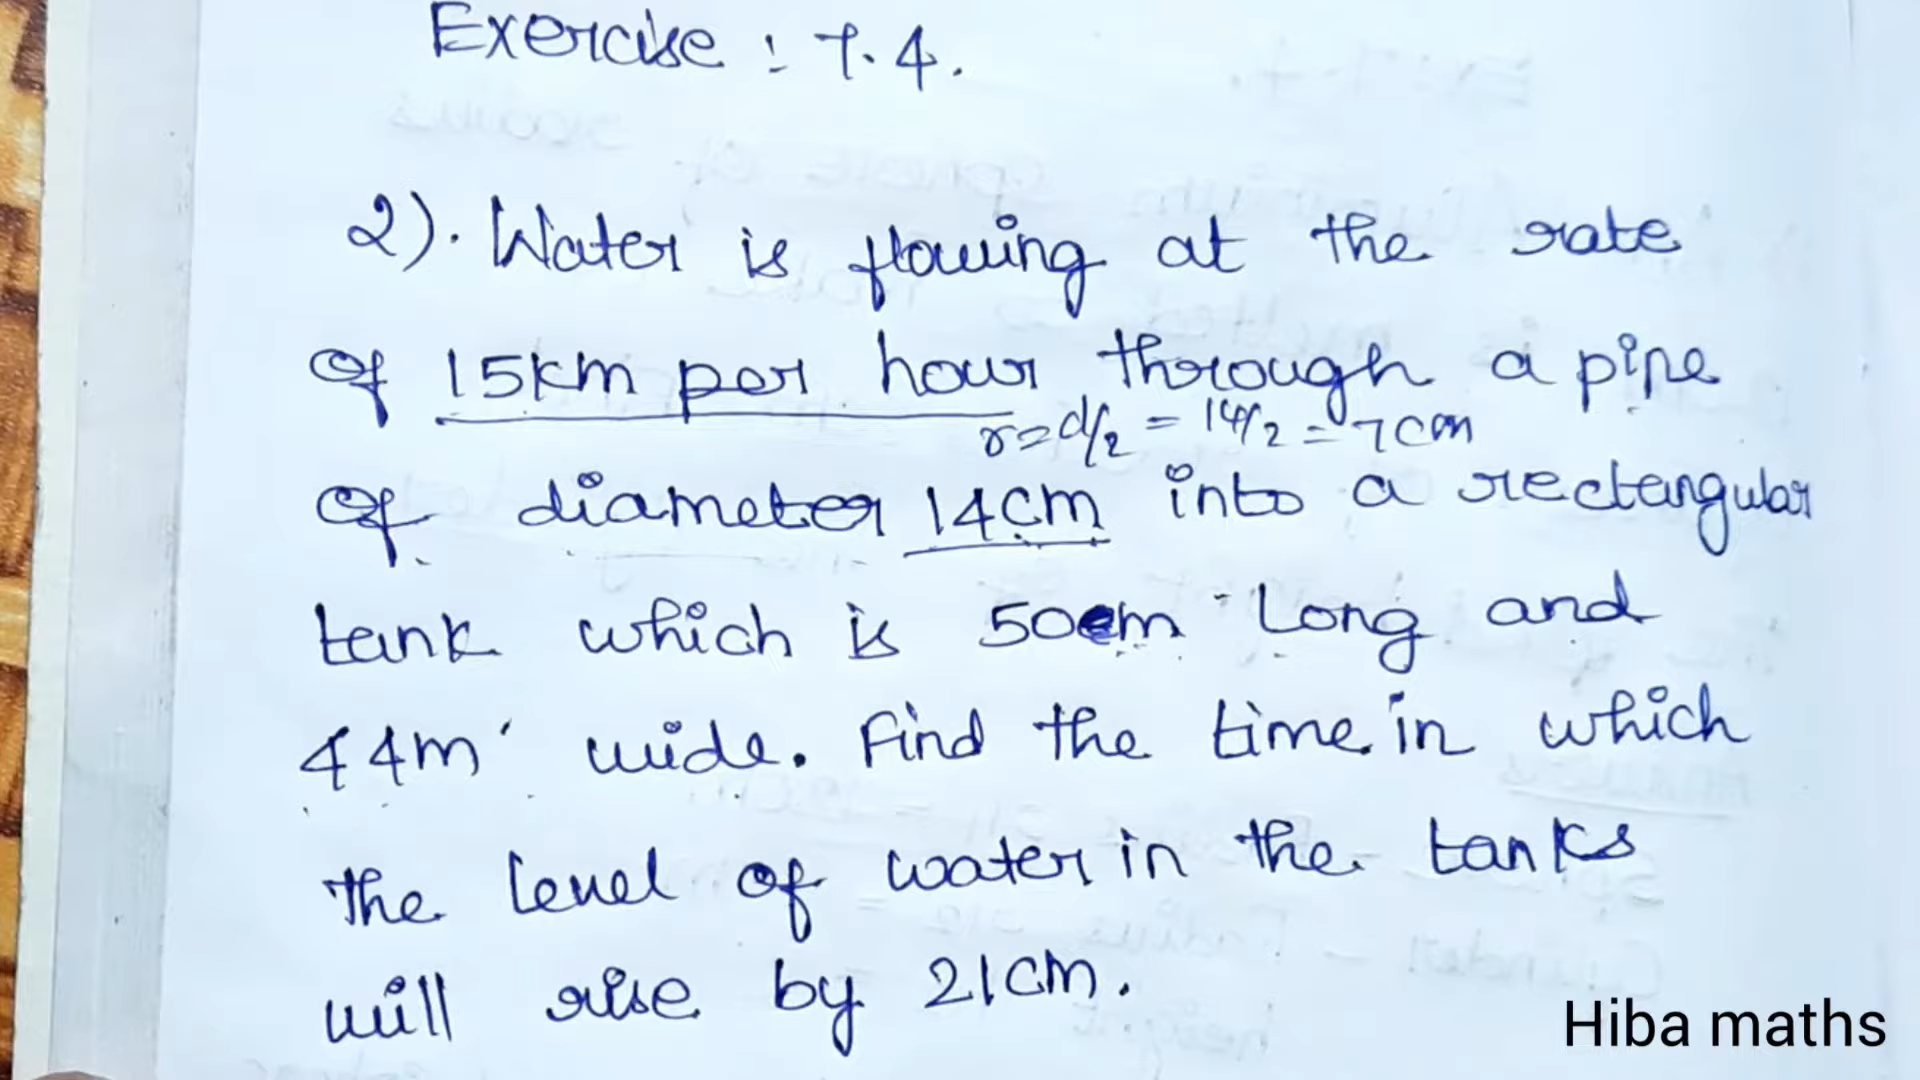 Exercise : 7.4.
2). Water is flowing at the rate
of 15km per hour through a pipe
r=d/2 = 14/2 = 7cm
of diameter 14cm into a rectangular
tank which is 50m long and
44m wide. Find the time in which
the level of water in the tanks
will rise by 21cm.
Hiba maths